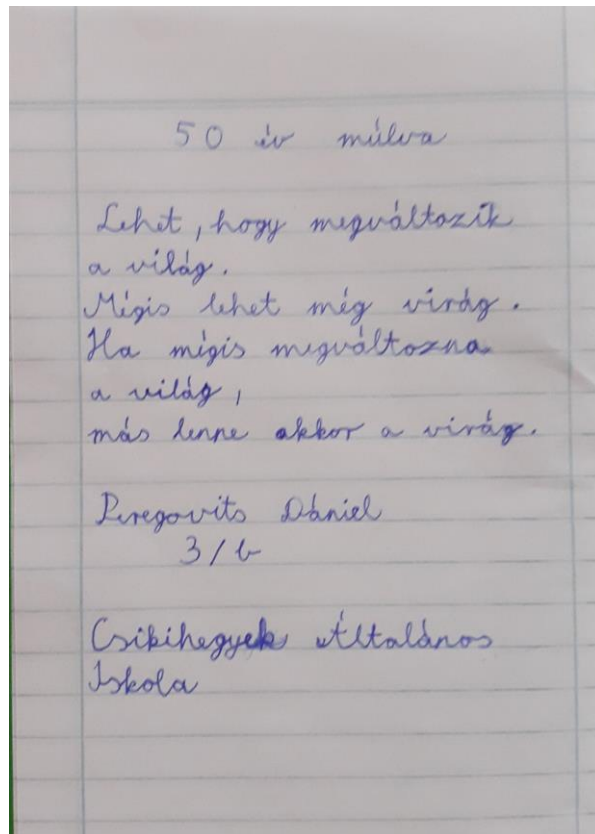 50 év múlva
Lehet, hogy megváltozik
a világ.
Mégis lehet még virág.
Ha mégis megváltozna
a világ,
más lenne akkor a virág.
Peregovits Dániel
3/b
Csikihegyek Általános
Iskola